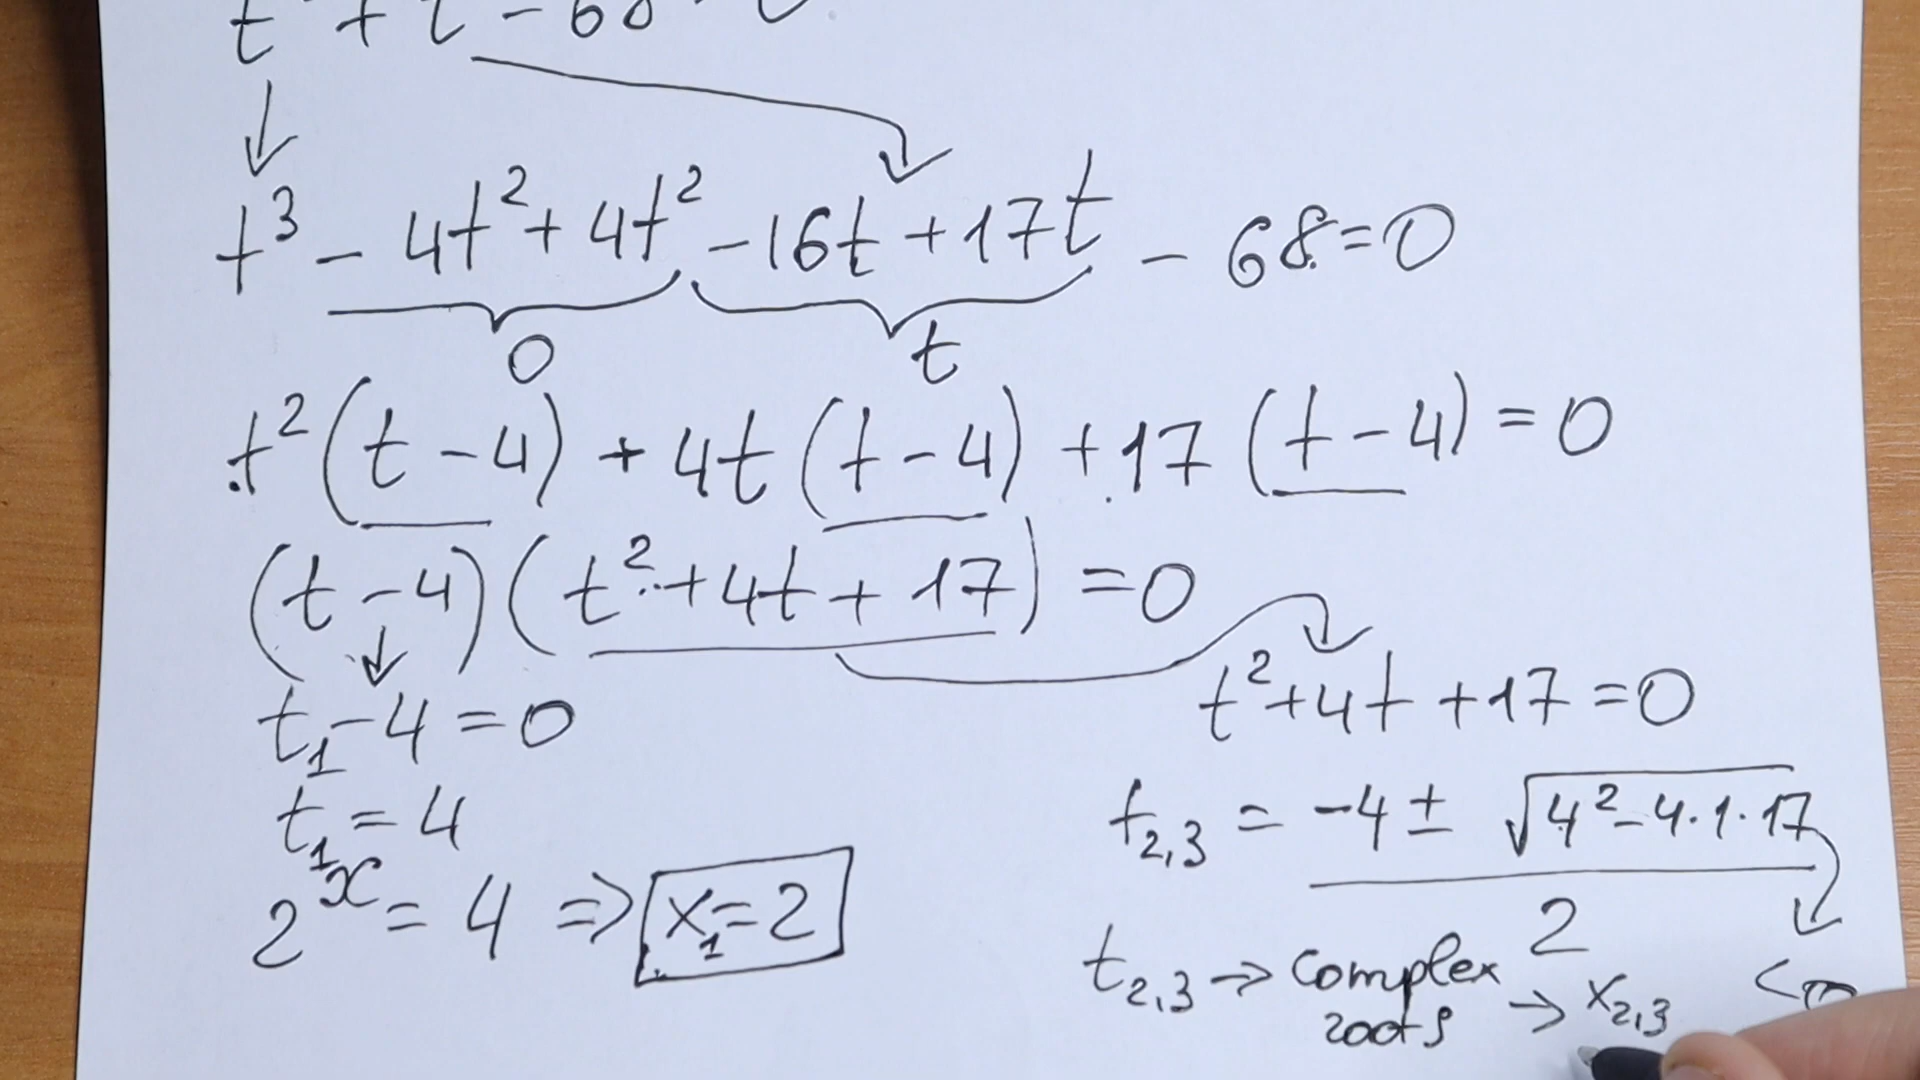 t + t - 68
t³ - 4t² + 4t² - 16t + 17t - 68 = 0
0 t
t²(t-4) + 4t(t-4) + 17(t-4) = 0
(t-4)(t² + 4t + 17) = 0
t₁ - 4 = 0
t₁ = 4
2ˣ = 4 ⇒ x₁ = 2
t² + 4t + 17 = 0
t₂,₃ = (-4 ± √(4² - 4·1·17)) / 2
< 0
t₂,₃ → complex roots → x₂,₃